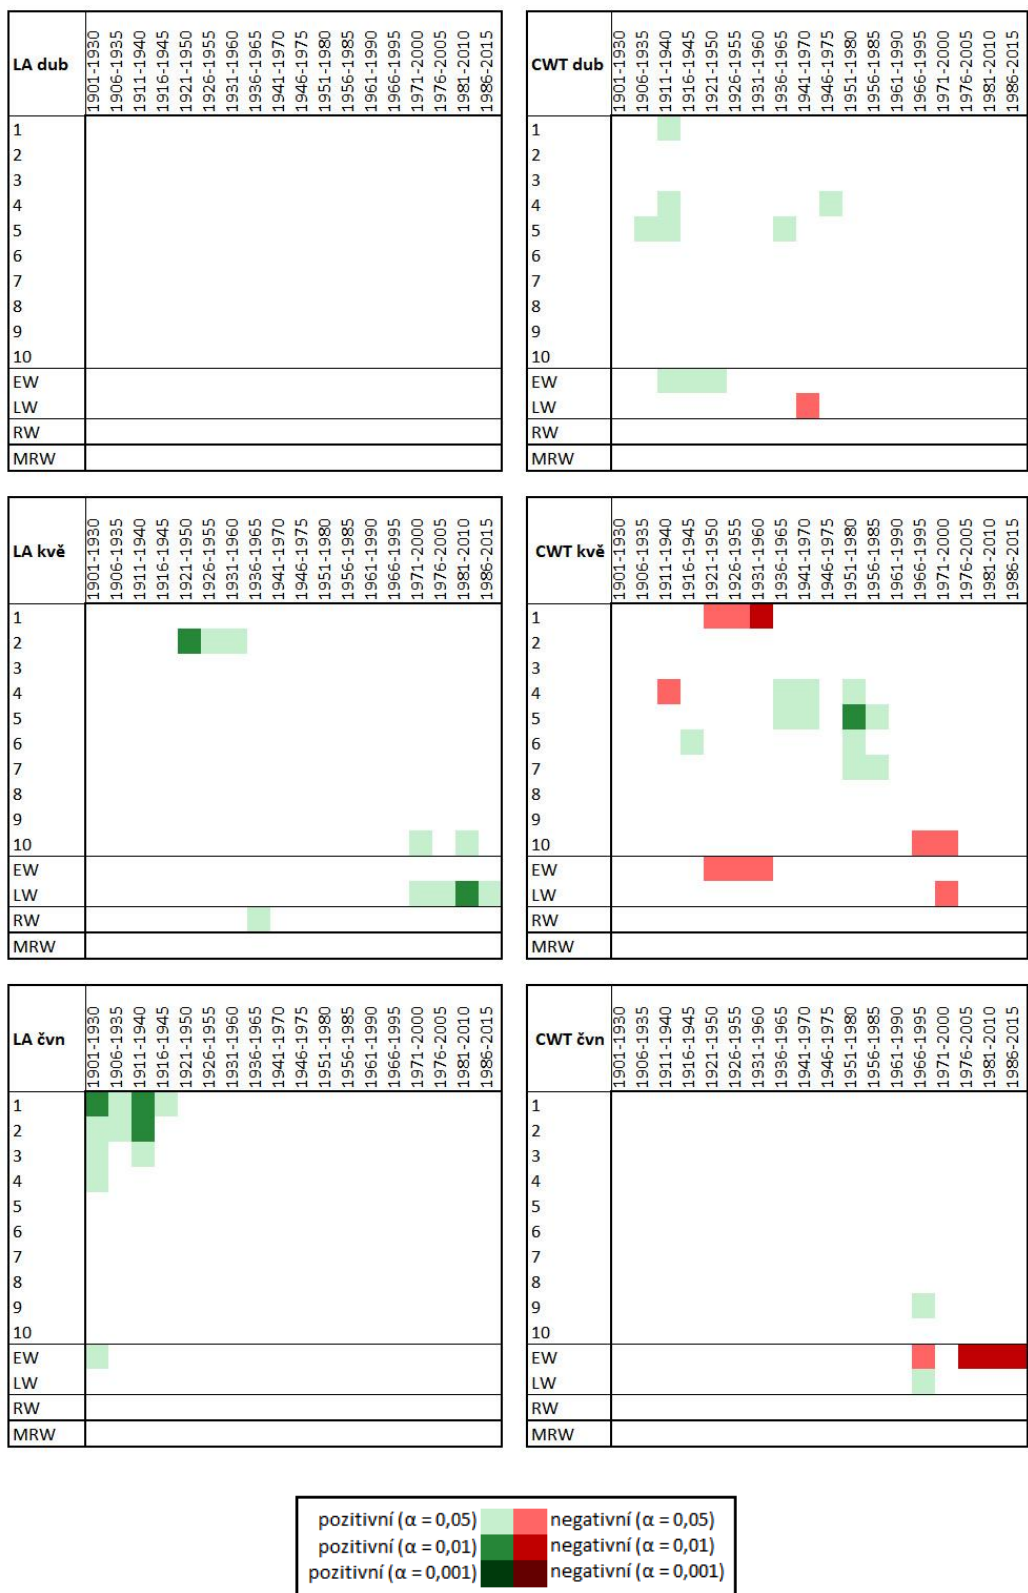 LA dub 1901-1930 1906-1935 1911-1940 1916-1945 1921-1950 1926-1955 1931-1960 1936-1965 1941-1970 1946-1975 1951-1980 1956-1985 1961-1990 1966-1995 1971-2000 1976-2005 1981-2010 1986-2015
1
2
3
4
5
6
7
8
9
10
EW
LW
RW
MRW
CWT dub 1901-1930 1906-1935 1911-1940 1916-1945 1921-1950 1926-1955 1931-1960 1936-1965 1941-1970 1946-1975 1951-1980 1956-1985 1961-1990 1966-1995 1971-2000 1976-2005 1981-2010 1986-2015
1
2
3
4
5
6
7
8
9
10
EW
LW
RW
MRW
LA kvě 1901-1930 1906-1935 1911-1940 1916-1945 1921-1950 1926-1955 1931-1960 1936-1965 1941-1970 1946-1975 1951-1980 1956-1985 1961-1990 1966-1995 1971-2000 1976-2005 1981-2010 1986-2015
1
2
3
4
5
6
7
8
9
10
EW
LW
RW
MRW
CWT kvě 1901-1930 1906-1935 1911-1940 1916-1945 1921-1950 1926-1955 1931-1960 1936-1965 1941-1970 1946-1975 1951-1980 1956-1985 1961-1990 1966-1995 1971-2000 1976-2005 1981-2010 1986-2015
1
2
3
4
5
6
7
8
9
10
EW
LW
RW
MRW
LA čvn 1901-1930 1906-1935 1911-1940 1916-1945 1921-1950 1926-1955 1931-1960 1936-1965 1941-1970 1946-1975 1951-1980 1956-1985 1961-1990 1966-1995 1971-2000 1976-2005 1981-2010 1986-2015
1
2
3
4
5
6
7
8
9
10
EW
LW
RW
MRW
CWT čvn 1901-1930 1906-1935 1911-1940 1916-1945 1921-1950 1926-1955 1931-1960 1936-1965 1941-1970 1946-1975 1951-1980 1956-1985 1961-1990 1966-1995 1971-2000 1976-2005 1981-2010 1986-2015
1
2
3
4
5
6
7
8
9
10
EW
LW
RW
MRW
pozitivní (α = 0,05) negativní (α = 0,05)
pozitivní (α = 0,01) negativní (α = 0,01)
pozitivní (α = 0,001) negativní (α = 0,001)